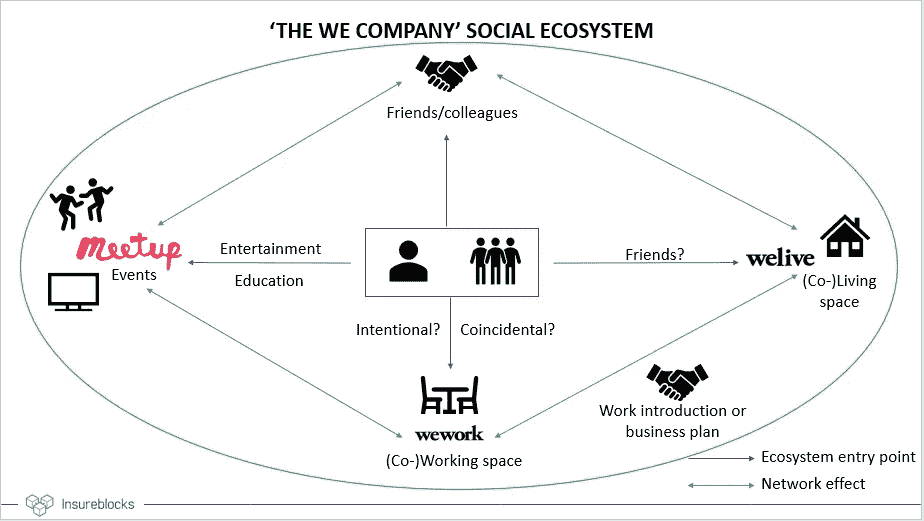 ‘THE WE COMPANY’ SOCIAL ECOSYSTEM
Friends/colleagues
meetup
Events
Entertainment
Education
Friends?
welive
(Co-)Living
space
Intentional?
Coincidental?
wework
(Co-)Working space
Work introduction or
business plan
Ecosystem entry point
Network effect
Insureblocks